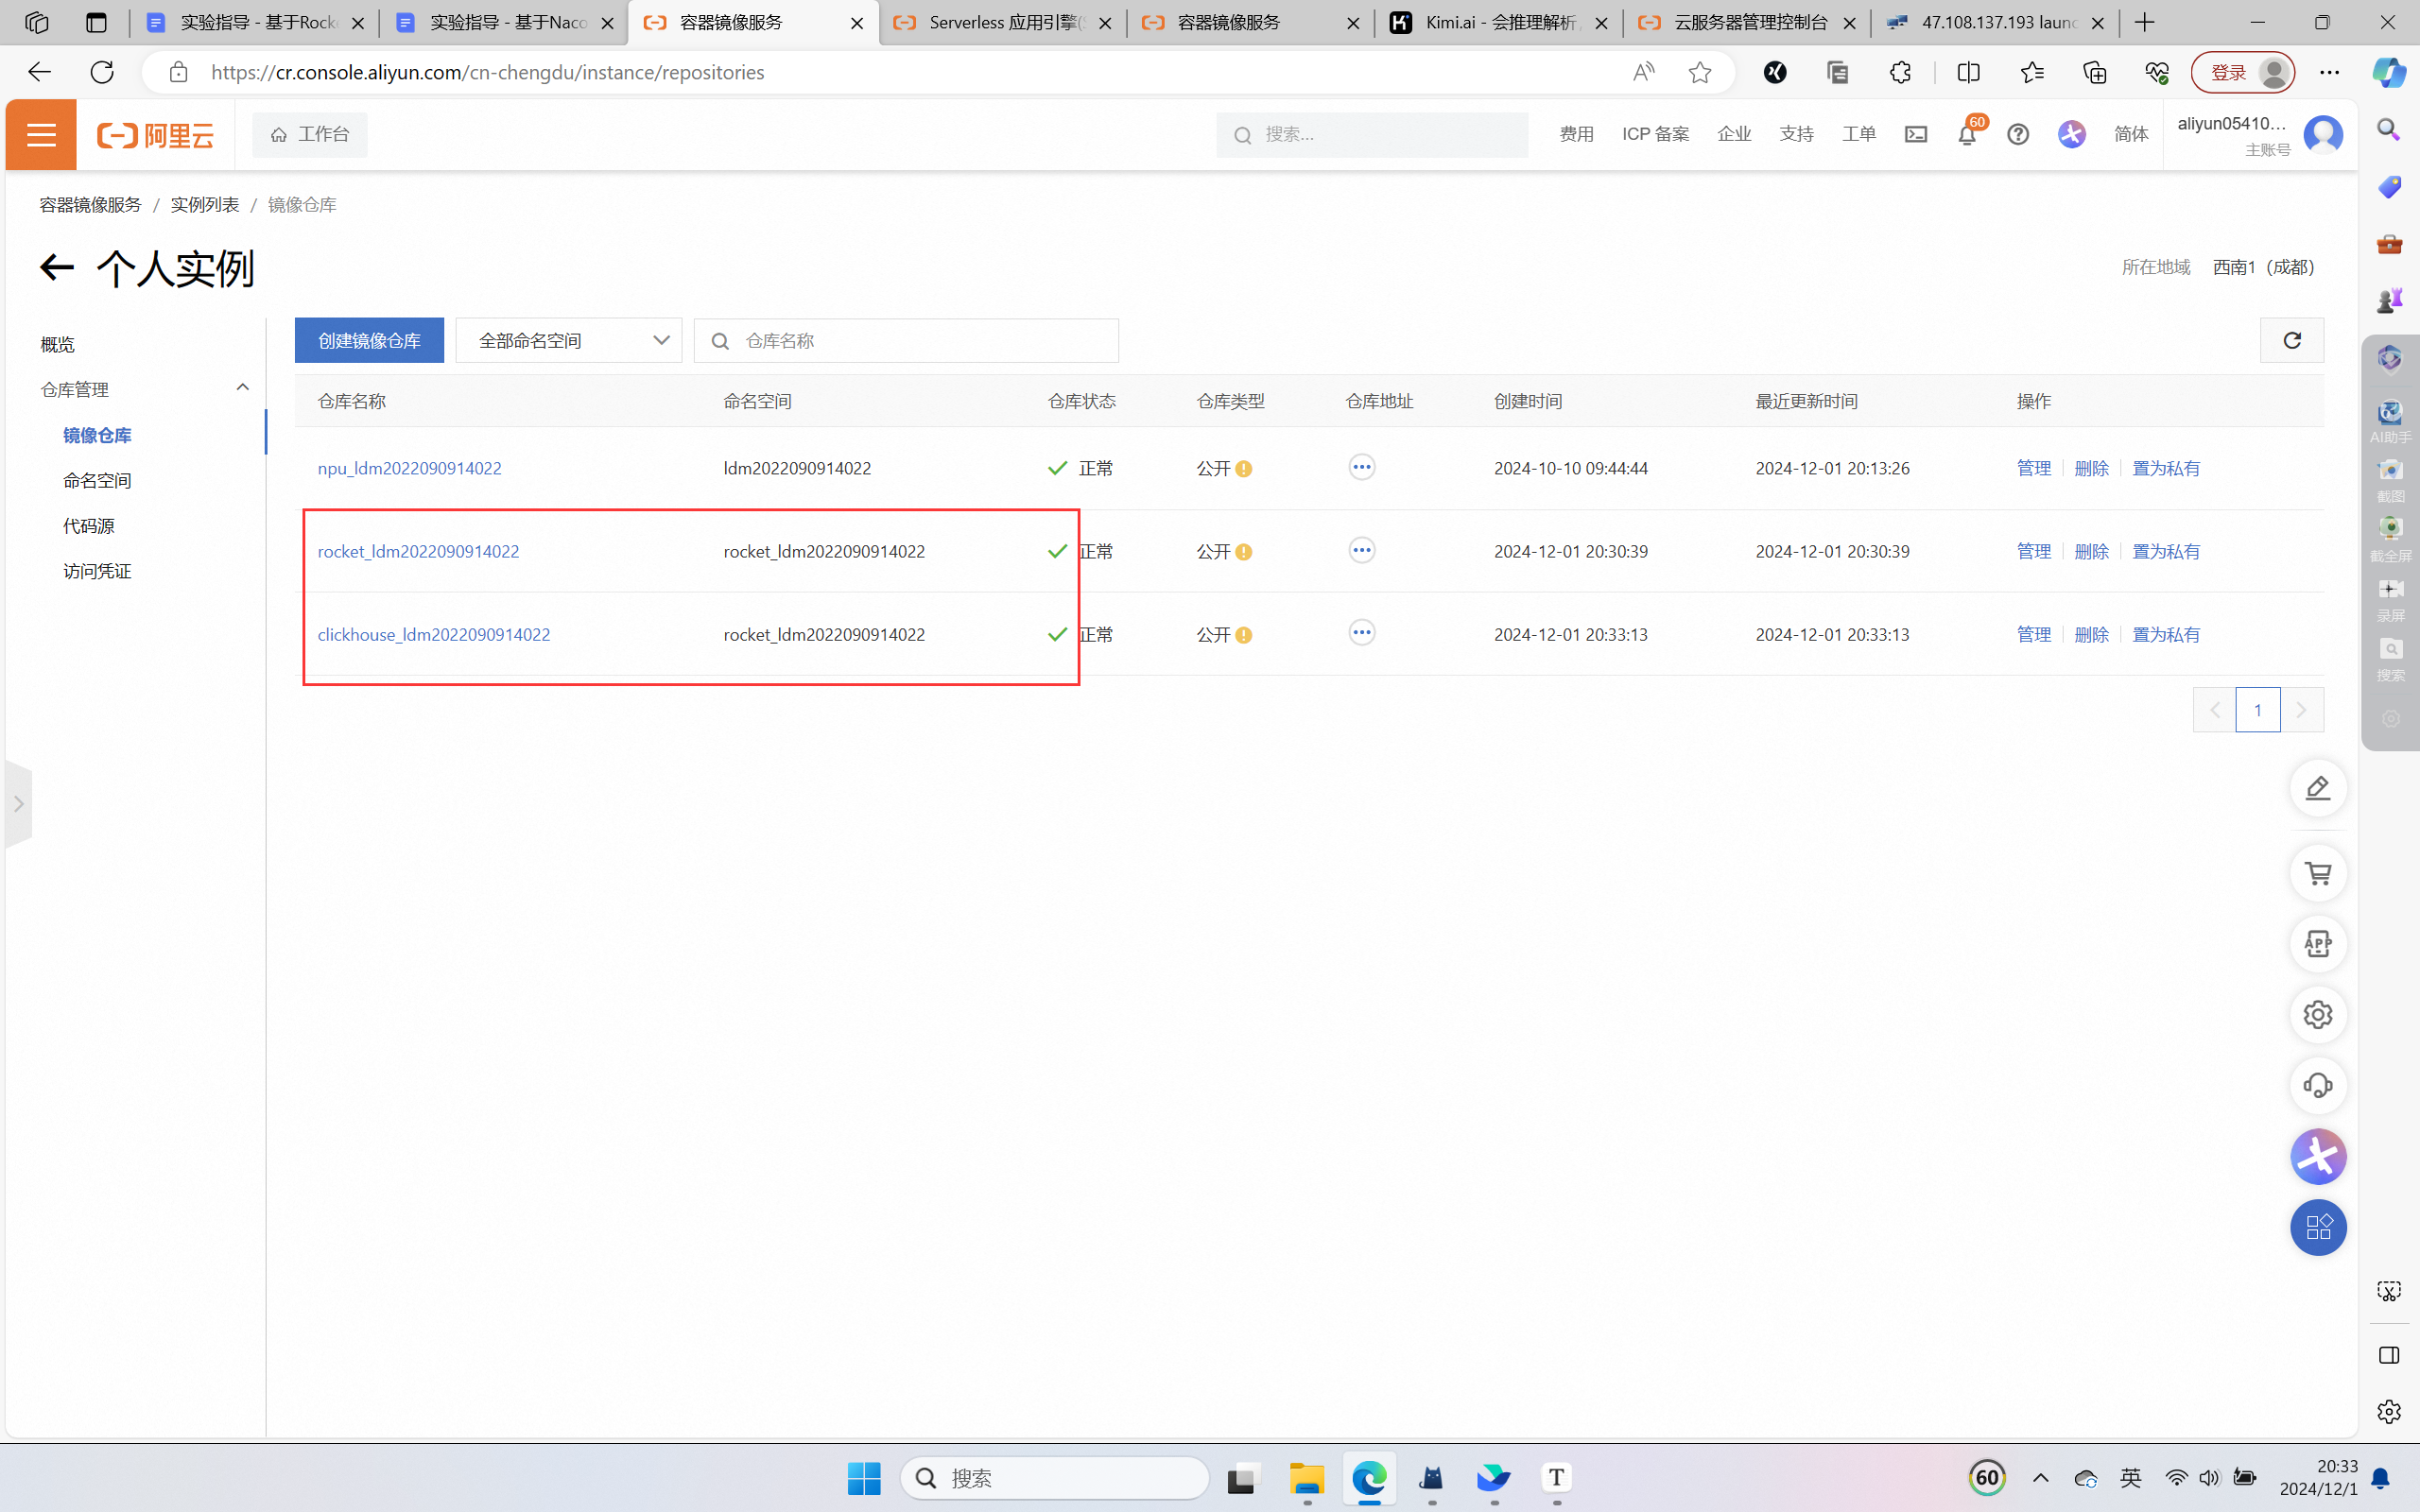 实验指导 - 基于Rock
实验指导 - 基于Naco
容器镜像服务
Serverless 应用引擎(S
容器镜像服务
Kimi.ai - 会推理解析,
云服务器管理控制台
47.108.137.193 launc
https://cr.console.aliyun.com/cn-chengdu/instance/repositories
登录
阿里云
工作台
搜索...
费用
ICP 备案
企业
支持
工单
60
简体
aliyun05410...
主账号
容器镜像服务 / 实例列表 / 镜像仓库
个人实例
所在地域 西南1（成都）
概览
仓库管理
镜像仓库
命名空间
代码源
访问凭证
创建镜像仓库
全部命名空间
仓库名称
仓库名称 命名空间 仓库状态 仓库类型 仓库地址 创建时间 最近更新时间 操作
npu_ldm2022090914022 ldm2022090914022 正常 公开 2024-10-10 09:44:44 2024-12-01 20:13:26 管理 删除 置为私有
rocket_ldm2022090914022 rocket_ldm2022090914022 正常 公开 2024-12-01 20:30:39 2024-12-01 20:30:39 管理 删除 置为私有
clickhouse_ldm2022090914022 rocket_ldm2022090914022 正常 公开 2024-12-01 20:33:13 2024-12-01 20:33:13 管理 删除 置为私有
1
AI助手
截图
截全屏
录屏
搜索
APP
搜索
T
60
英
20:33
2024/12/1